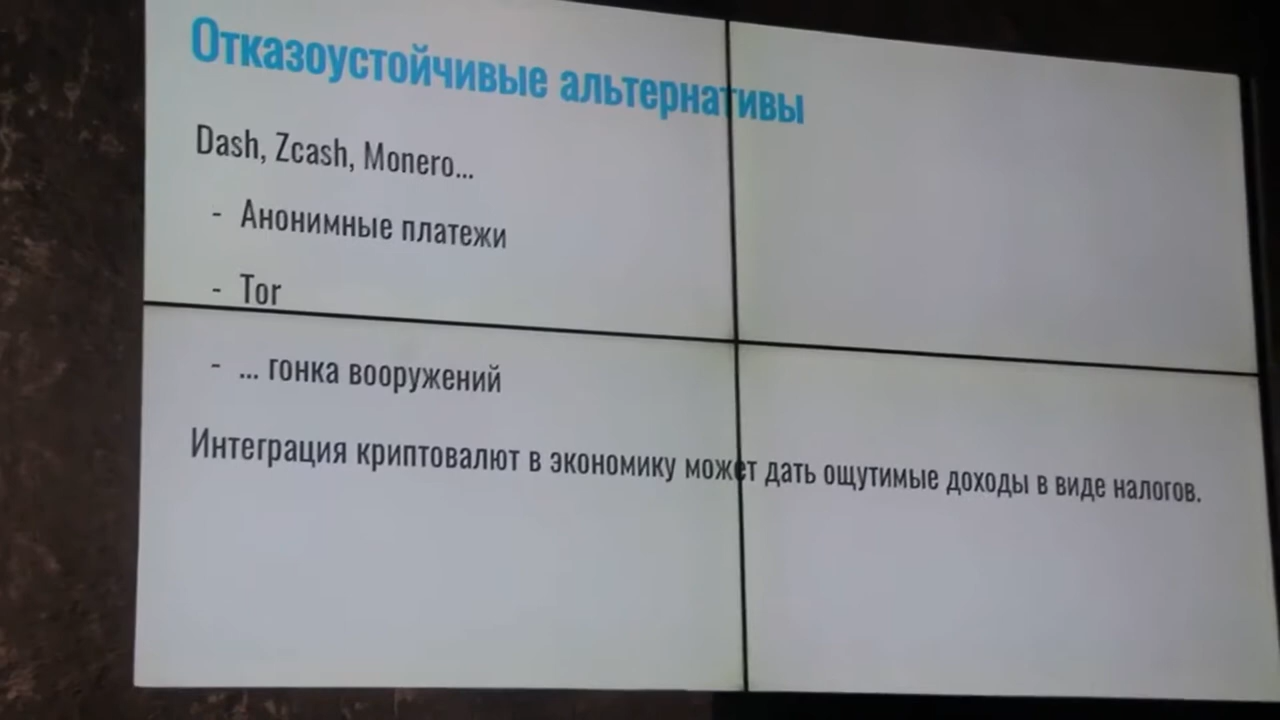 Отказоустойчивые альтернативы
Dash, Zcash, Monero...
- Анонимные платежи
- Tor
- ... гонка вооружений
Интеграция криптовалют в экономику может дать ощутимые доходы в виде налогов.